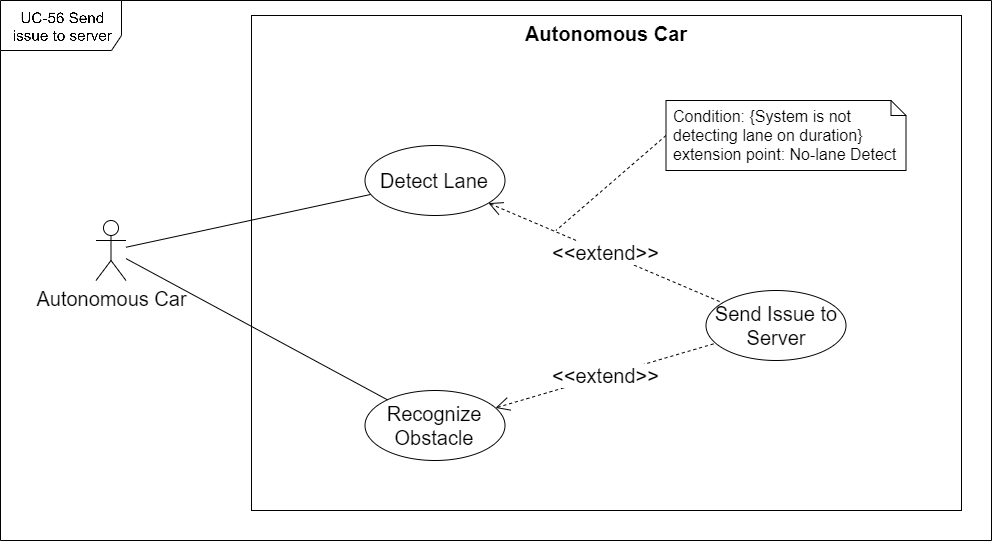 UC-56 Send
issue to server
Autonomous Car
Condition: {System is not
detecting lane on duration}
extension point: No-lane Detect
Detect Lane
<<extend>>
Autonomous Car
Send Issue to
Server
<<extend>>
Recognize
Obstacle